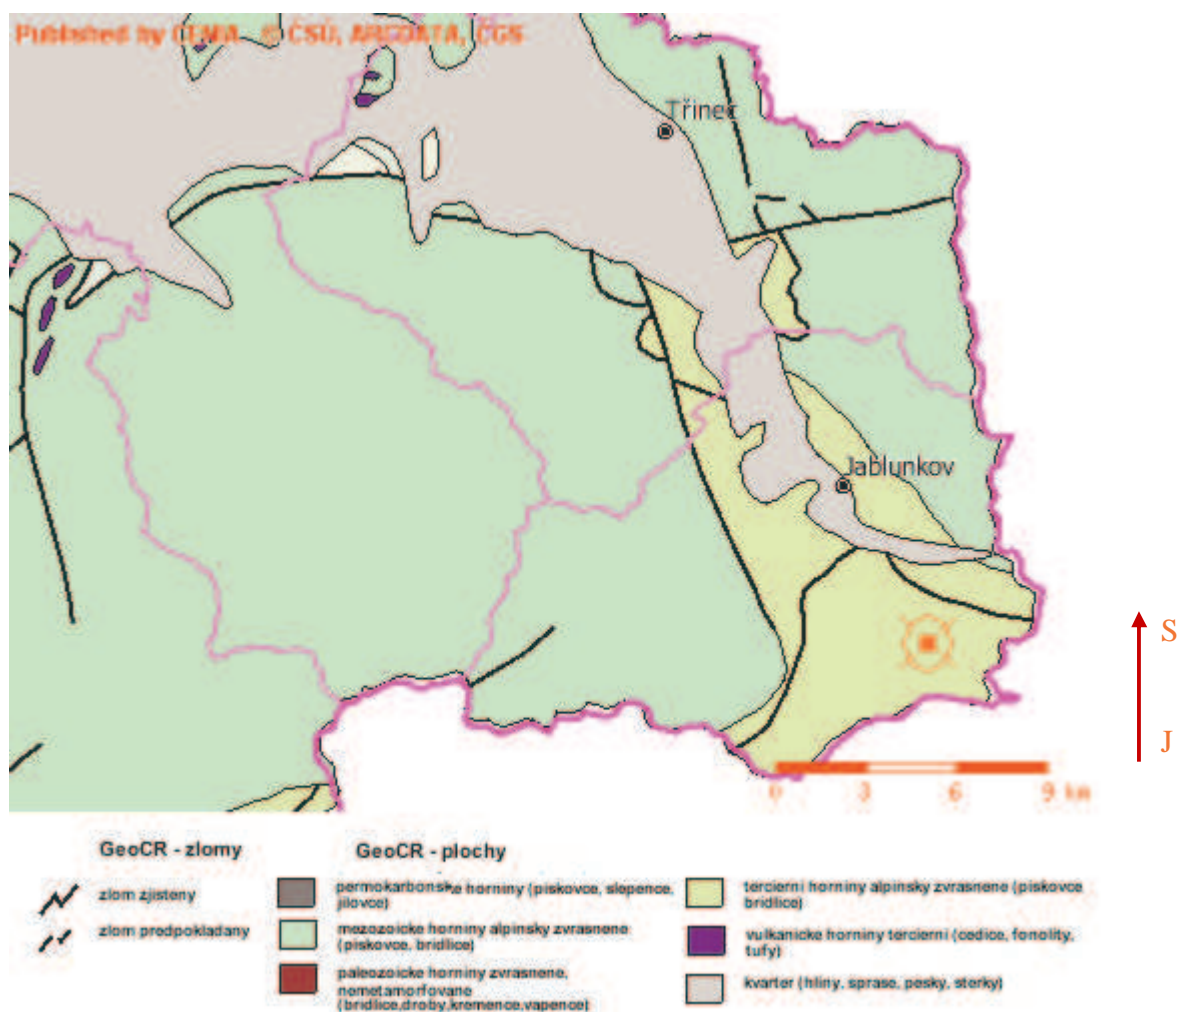 Published by CEMA, © ČSÚ, ARCDATA, ČGS
Třinec
Jablunkov
S
J
0 3 6 9 km
GeoCR - zlomy
zlom zjisteny
zlom predpokladany
GeoCR - plochy
permokarbonske horniny (piskovce, slepence,
jilovce)
mezozoicke horniny alpinsky zvrasnene
(piskovce, bridlice)
paleozoicke horniny zvrasnene,
nemetamorfovane
(bridlice,droby,kremence,vapence)
tercierni horniny alpinsky zvrasnene (piskovce
bridlice)
vulkanicke horniny tercierni (cedice, fonolity,
tufy)
kvarter (hliny, sprase, pesky, sterky)